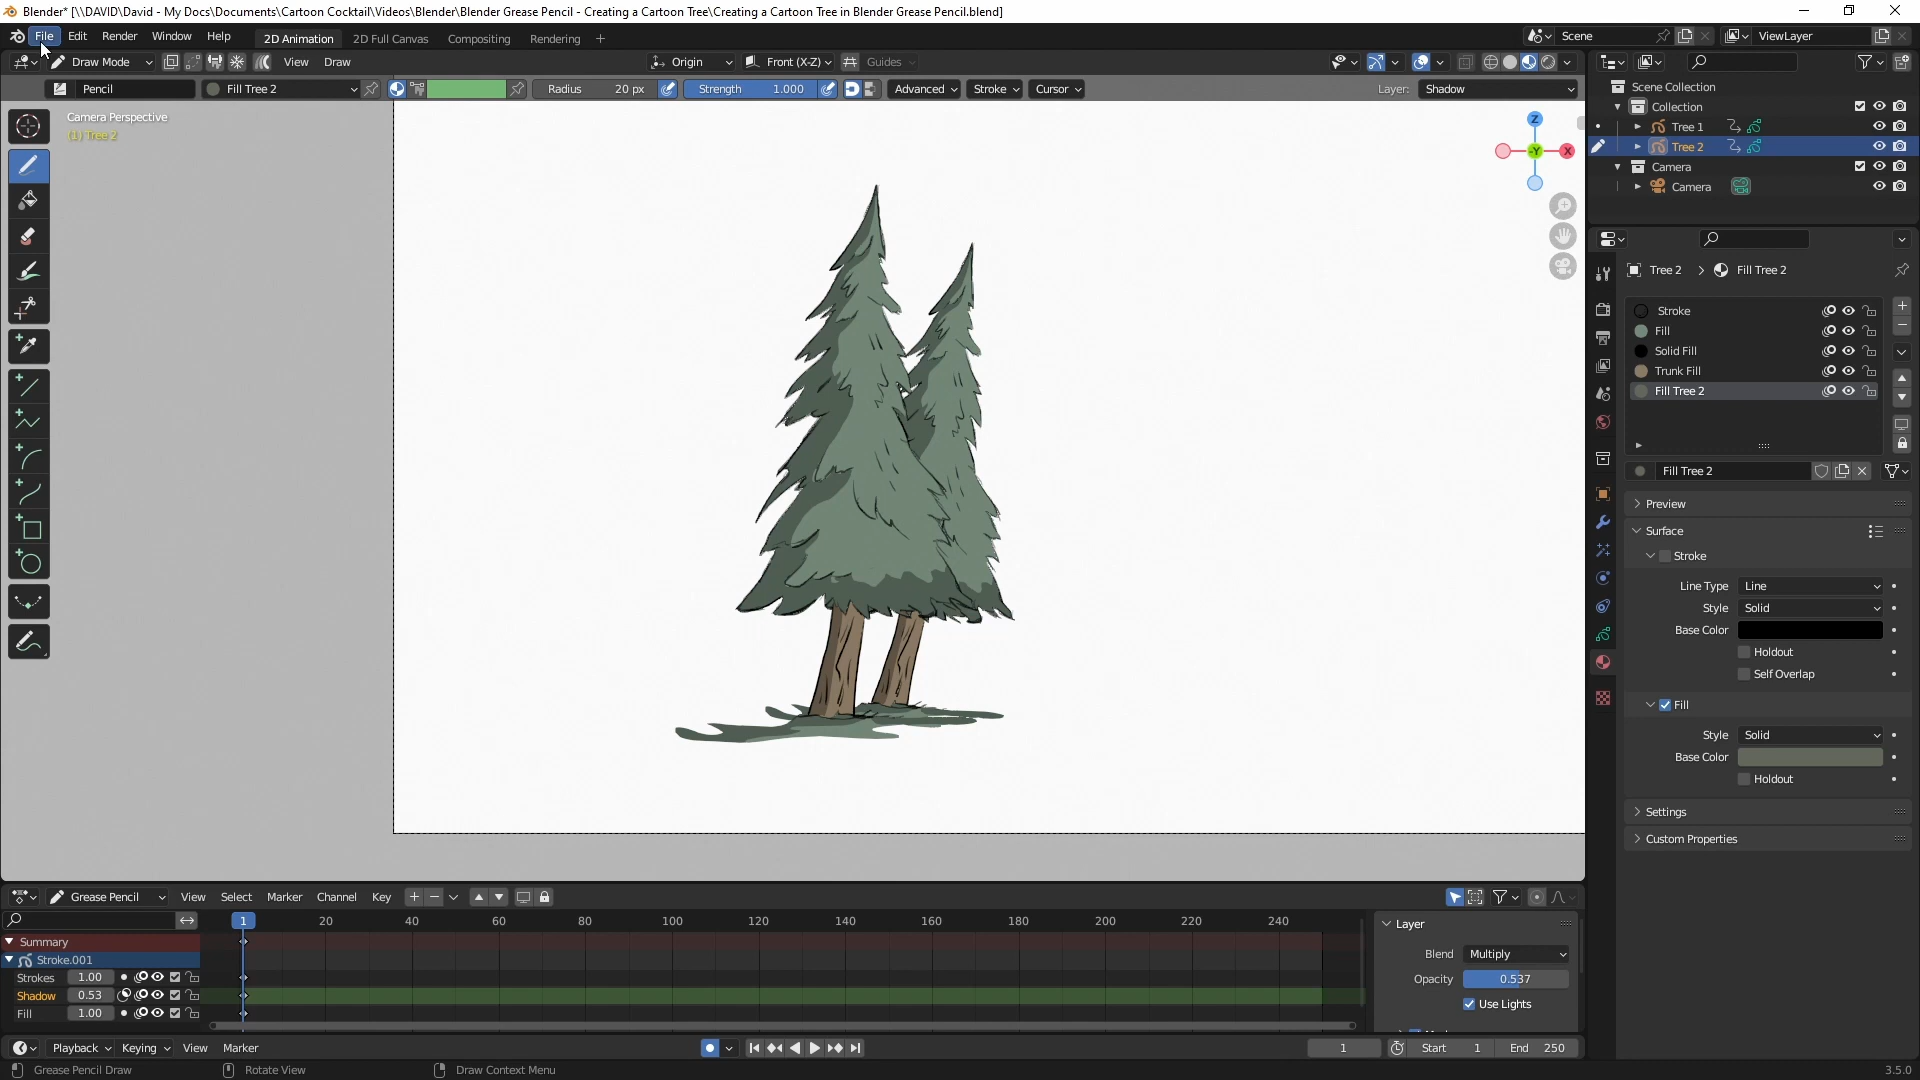 Blender* [\\DAVID\David - My Docs\Documents\Cartoon Cocktail\Videos\Blender\Blender Grease Pencil - Creating a Cartoon Tree\Creating a Cartoon Tree in Blender Grease Pencil.blend]
File Edit Render Window Help 2D Animation 2D Full Canvas Compositing Rendering + Scene ViewLayer
Draw Mode View Draw Origin Front (X-Z) Guides
Pencil Fill Tree 2 Radius 20 px Strength 1.000 Advanced Stroke Cursor Layer: Shadow
Camera Perspective
(1) Tree 2
Z
-Y
X
Scene Collection
Collection
Tree 1
Tree 2
Camera
Camera
Tree 2 > Fill Tree 2
Stroke
Fill
Solid Fill
Trunk Fill
Fill Tree 2
Fill Tree 2
Preview
Surface
Stroke
Line Type Line
Style Solid
Base Color
Holdout
Self Overlap
Fill
Style Solid
Base Color
Holdout
Settings
Custom Properties
Grease Pencil View Select Marker Channel Key
1 20 40 60 80 100 120 140 160 180 200 220 240
Summary
Stroke.001
Strokes 1.00
Shadow 0.53
Fill 1.00
Layer
Blend Multiply
Opacity 0.537
Use Lights
Playback Keying View Marker 1 Start 1 End 250
Grease Pencil Draw Rotate View Draw Context Menu 3.5.0